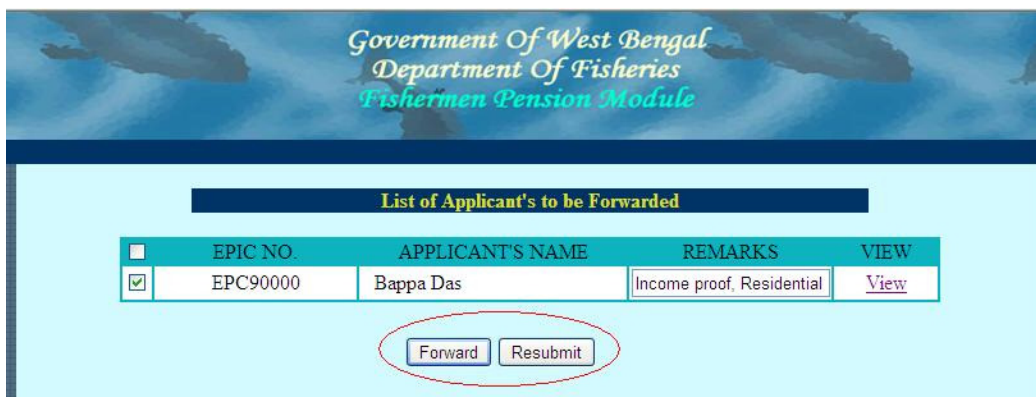 Government Of West Bengal
Department Of Fisheries
Fishermen Pension Module
List of Applicant's to be Forwarded
EPIC NO. APPLICANT'S NAME REMARKS VIEW
EPC90000 Bappa Das Income proof, Residential View
Forward Resubmit